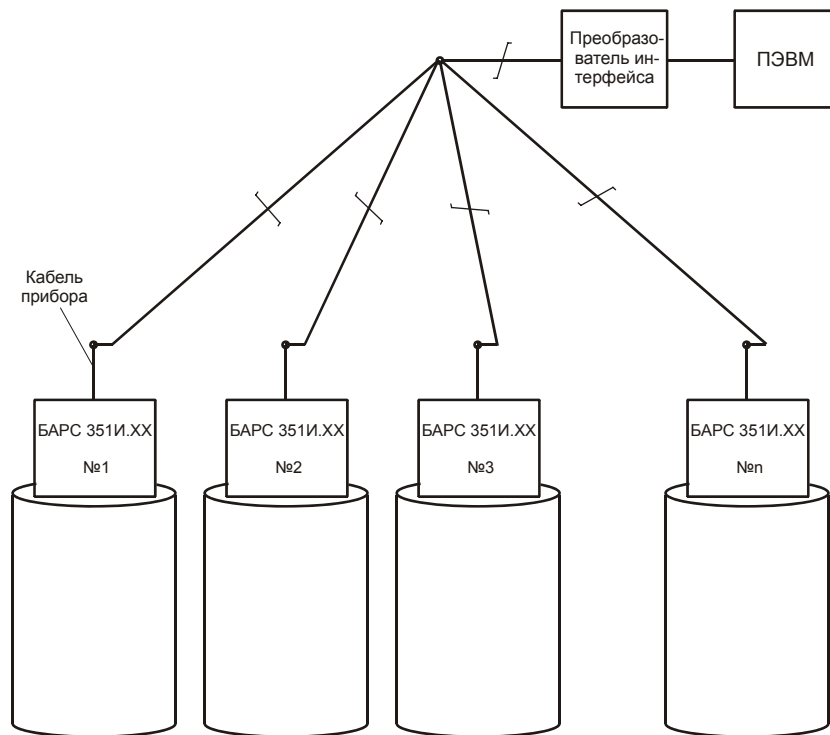 Преобразо-
ватель ин-
терфейса
ПЭВМ
Кабель
прибора
БАРС 351И.ХХ
№1
БАРС 351И.ХХ
№2
БАРС 351И.ХХ
№3
БАРС 351И.ХХ
№n